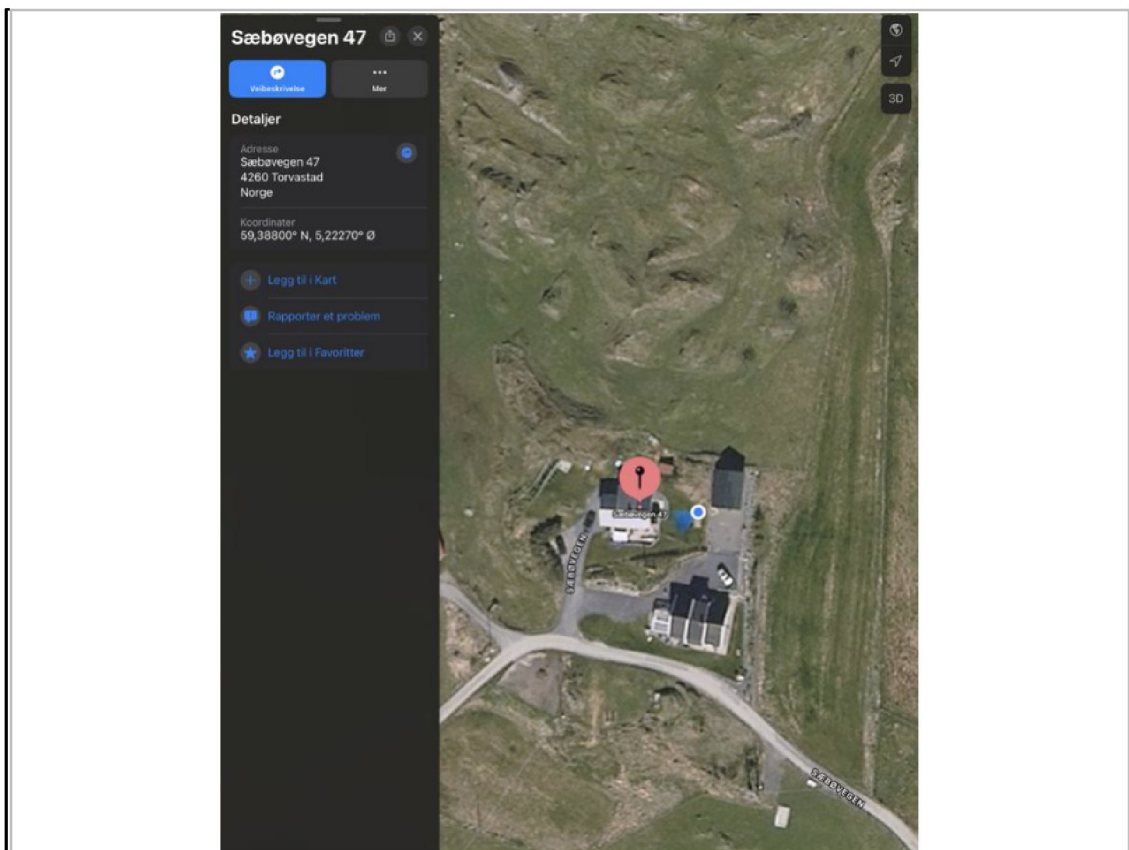 Sæbøvegen 47
Veibeskrivelse
Mer
Detaljer
Adresse
Sæbøvegen 47
4260 Torvastad
Norge
Koordinater
59,38800° N, 5,22270° Ø
Legg til i Kart
Rapporter et problem
Legg til i Favoritter
3D
Sæbøvegen 47
SÆBØVEGEN
SÆBØVEGEN